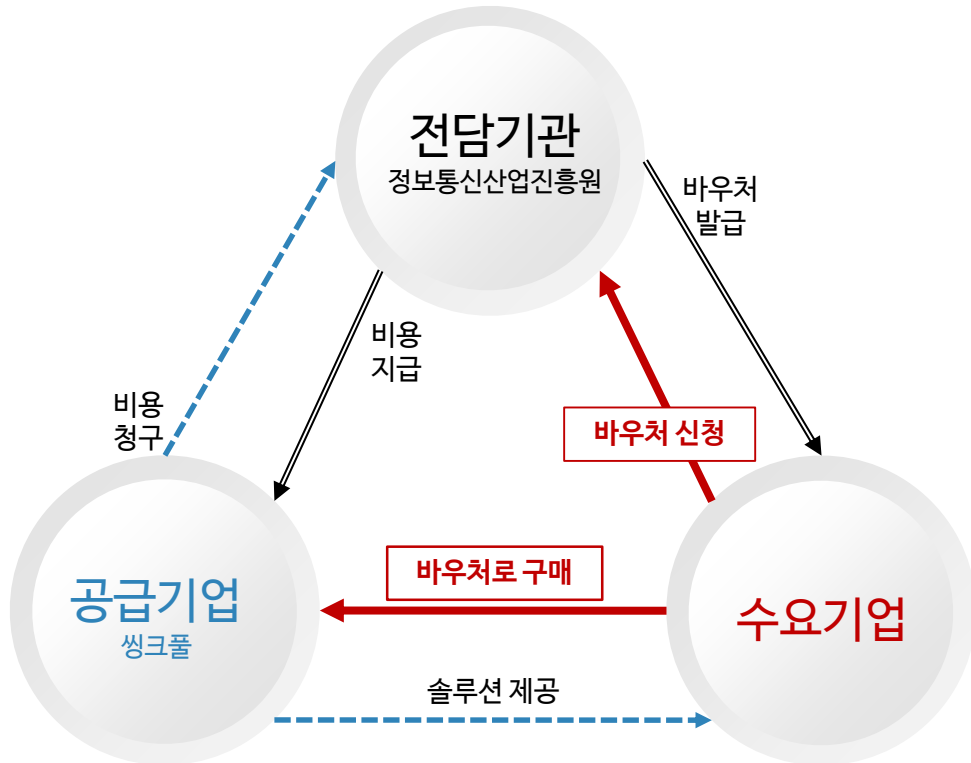 전담기관
정보통신산업진흥원
바우처
발급
비용
지급
비용
청구
바우처 신청
바우처로 구매
공급기업
씽크풀
수요기업
솔루션 제공